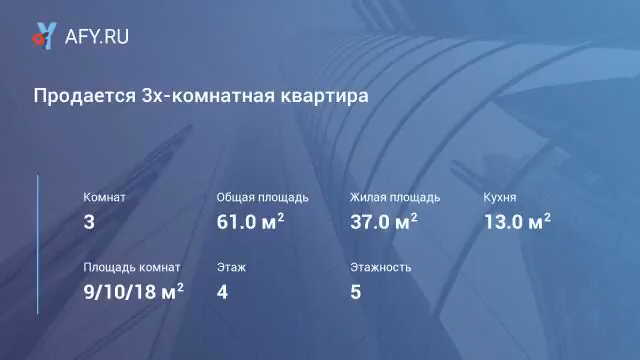 AFY.RU
Продается 3х-комнатная квартира
Комнат Общая площадь Жилая площадь Кухня
3 61.0 м² 37.0 м² 13.0 м²
Площадь комнат Этаж Этажность
9/10/18 м² 4 5